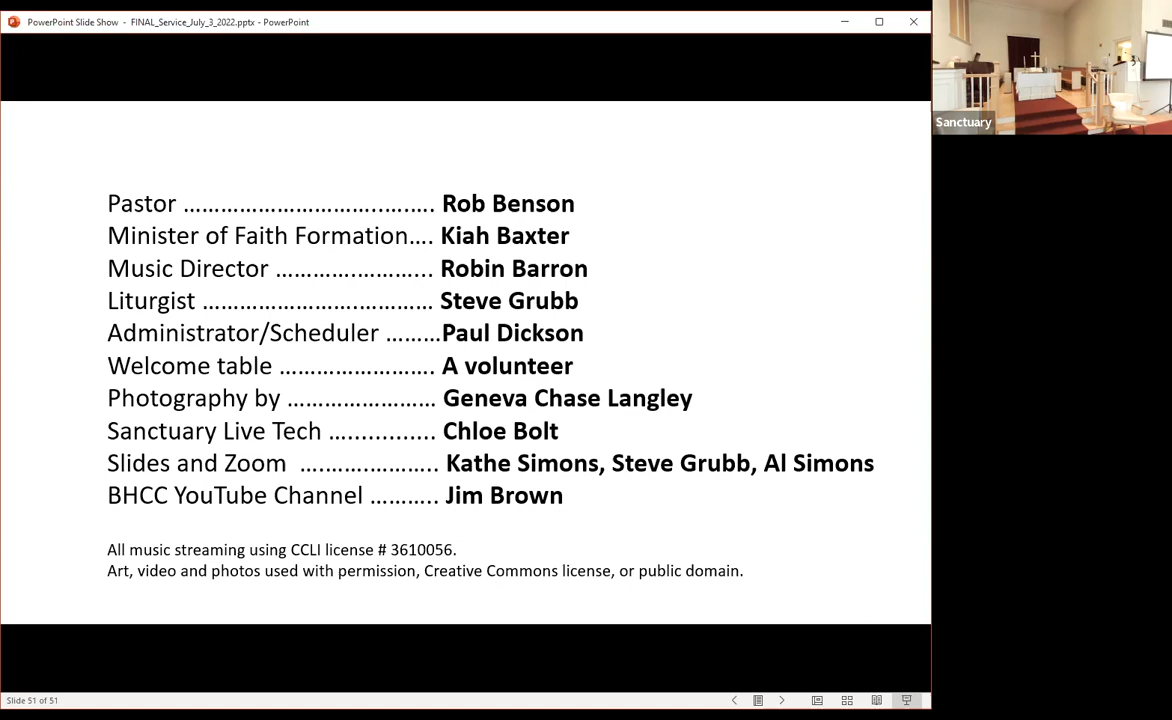 PowerPoint Slide Show - FINAL_Service_July_3_2022.pptx - PowerPoint
Sanctuary
Pastor ………………………..…... Rob Benson
Minister of Faith Formation…. Kiah Baxter
Music Director ……….……... Robin Barron
Liturgist ………………….……… Steve Grubb
Administrator/Scheduler ……..Paul Dickson
Welcome table ……………………. A volunteer
Photography by …………………… Geneva Chase Langley
Sanctuary Live Tech ................ Chloe Bolt
Slides and Zoom ….…..……….. Kathe Simons, Steve Grubb, Al Simons
BHCC YouTube Channel ……….. Jim Brown
All music streaming using CCLI license # 3610056.
Art, video and photos used with permission, Creative Commons license, or public domain.
Slide 51 of 51